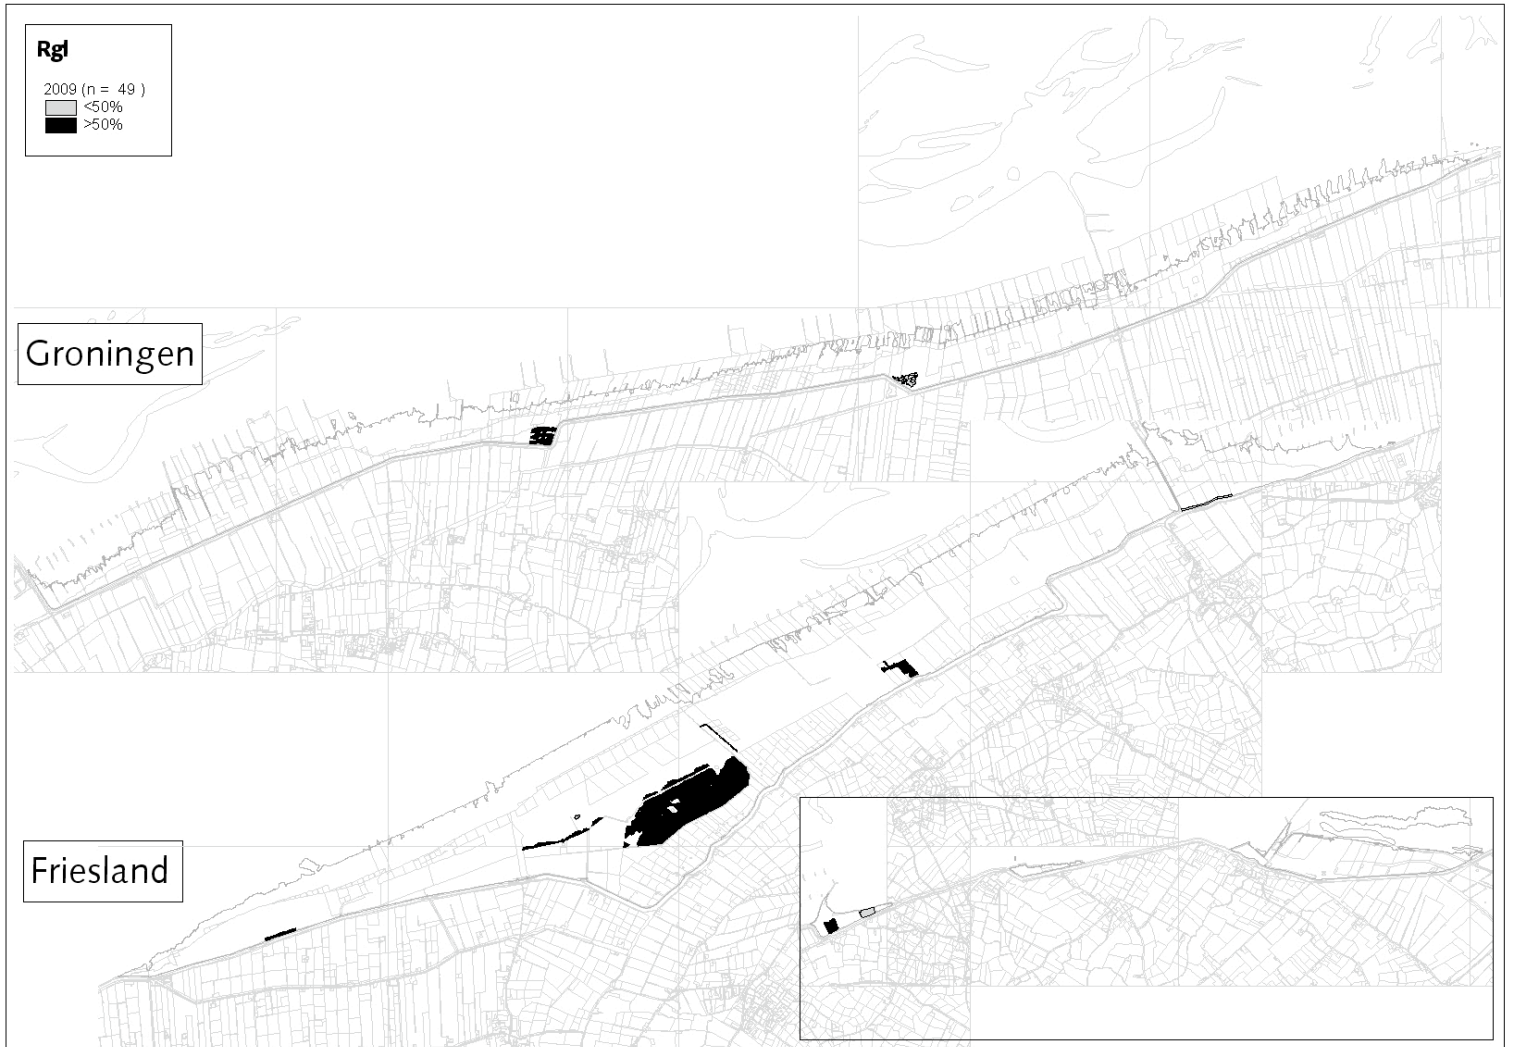 Rgl
2009 (n = 49 )
<50%
>50%
Groningen
Friesland